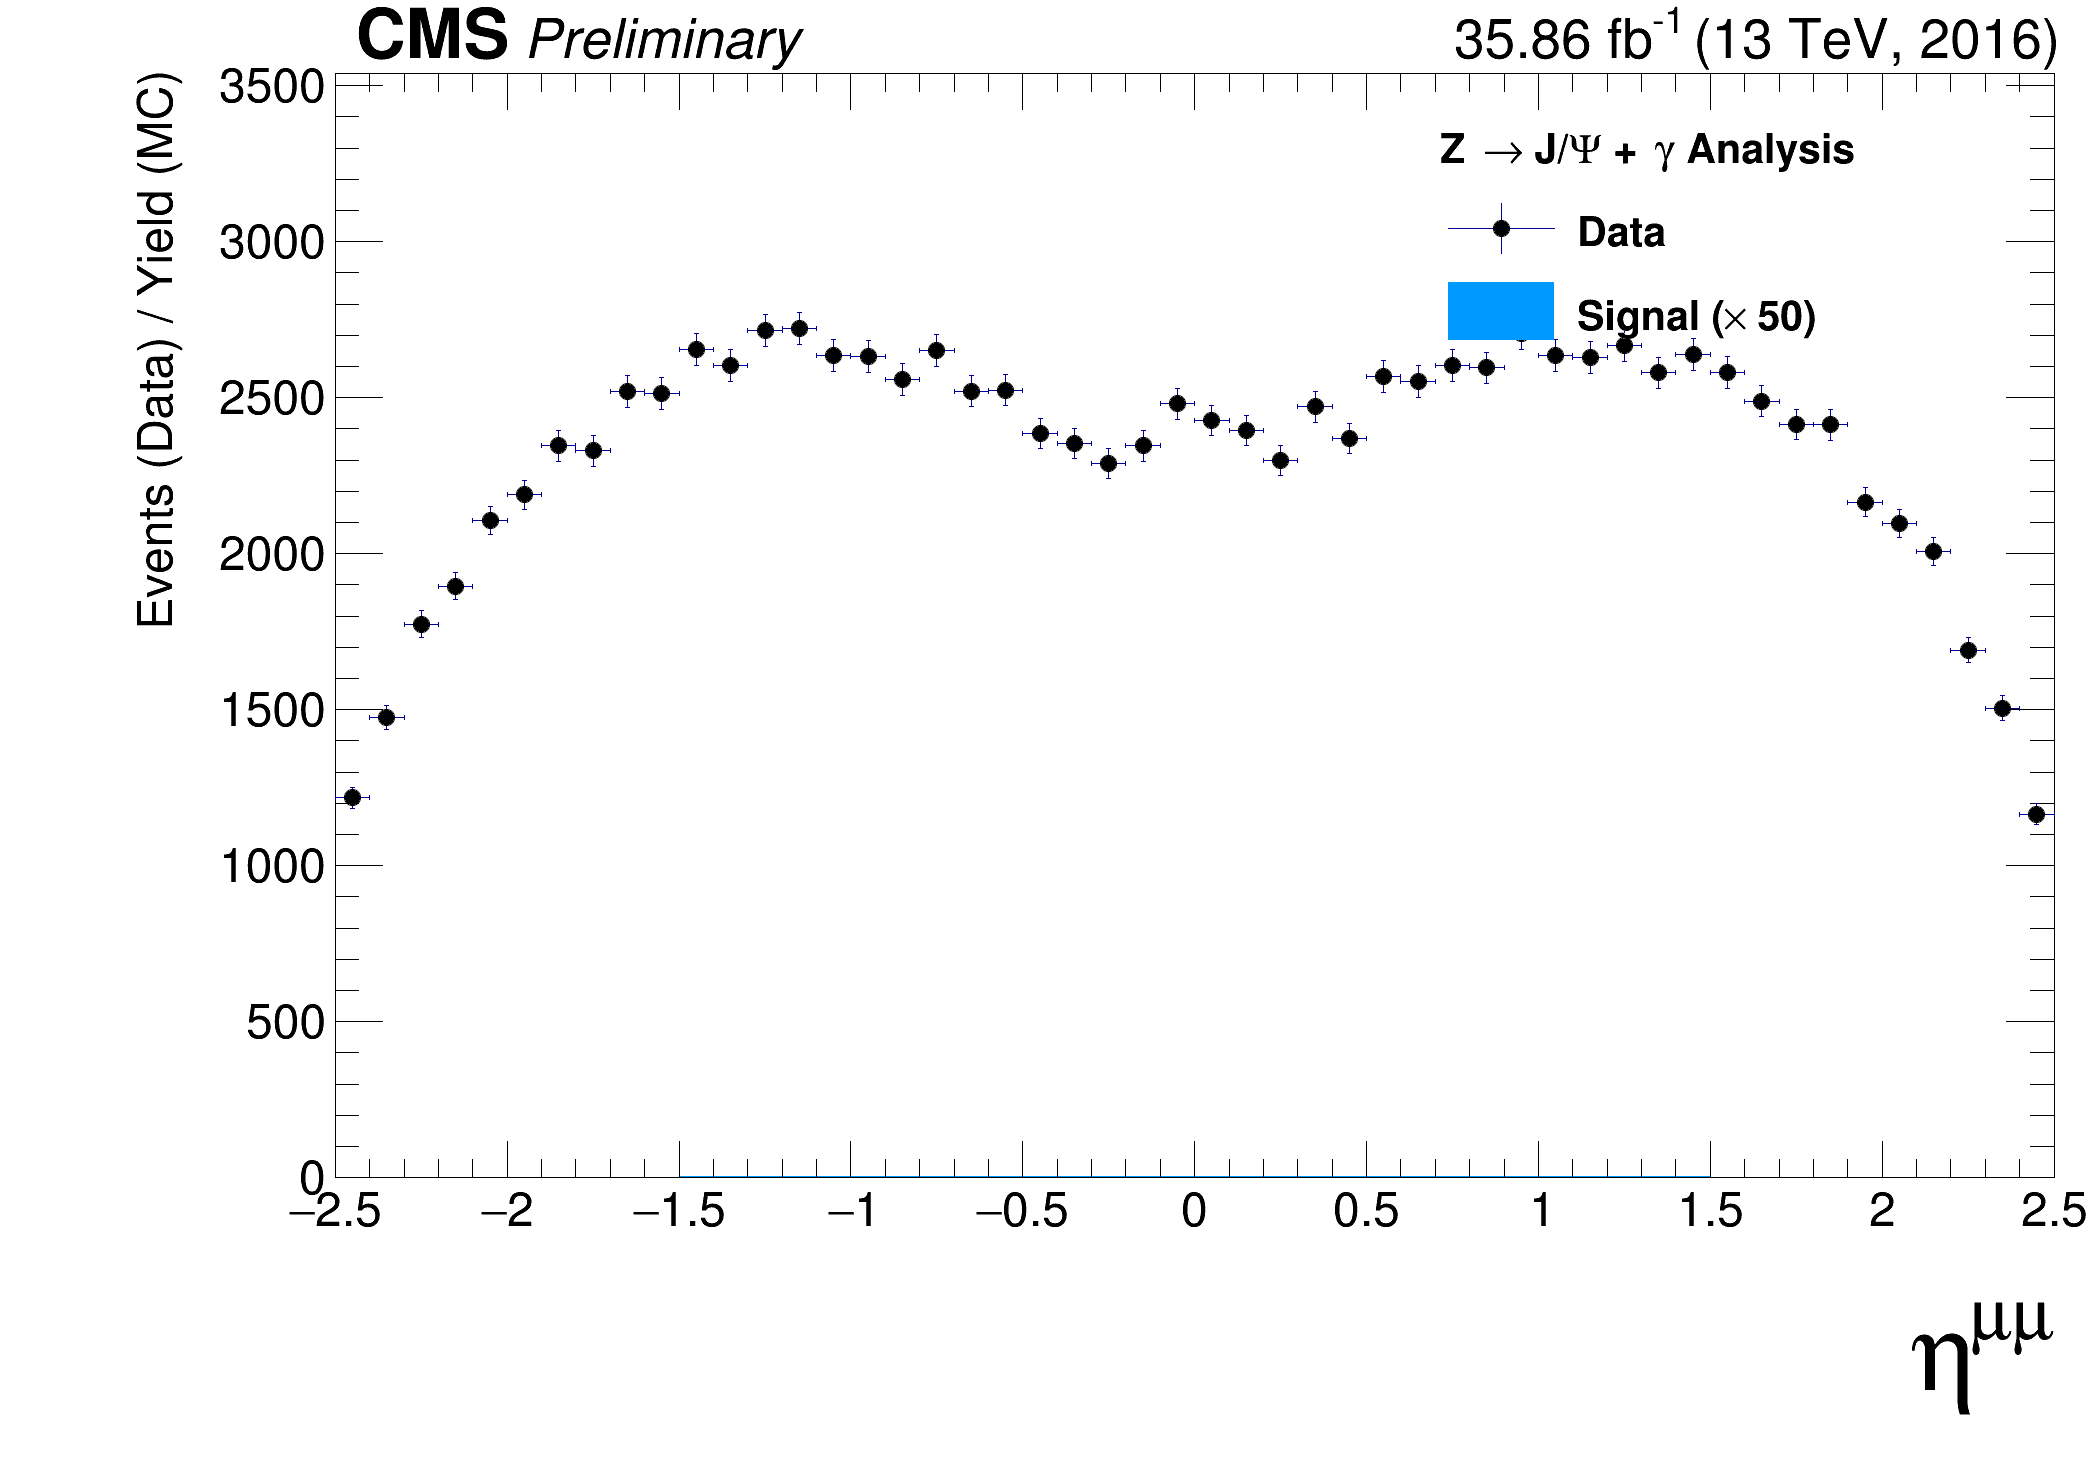 CMS Preliminary 35.86 fb⁻¹ (13 TeV, 2016)
Events (Data) / Yield (MC)
3500
3000
2500
2000
1500
1000
500
0
Z → J/Ψ + γ Analysis
Data
Signal (× 50)
−2.5 −2 −1.5 −1 −0.5 0 0.5 1 1.5 2 2.5
η^μμ